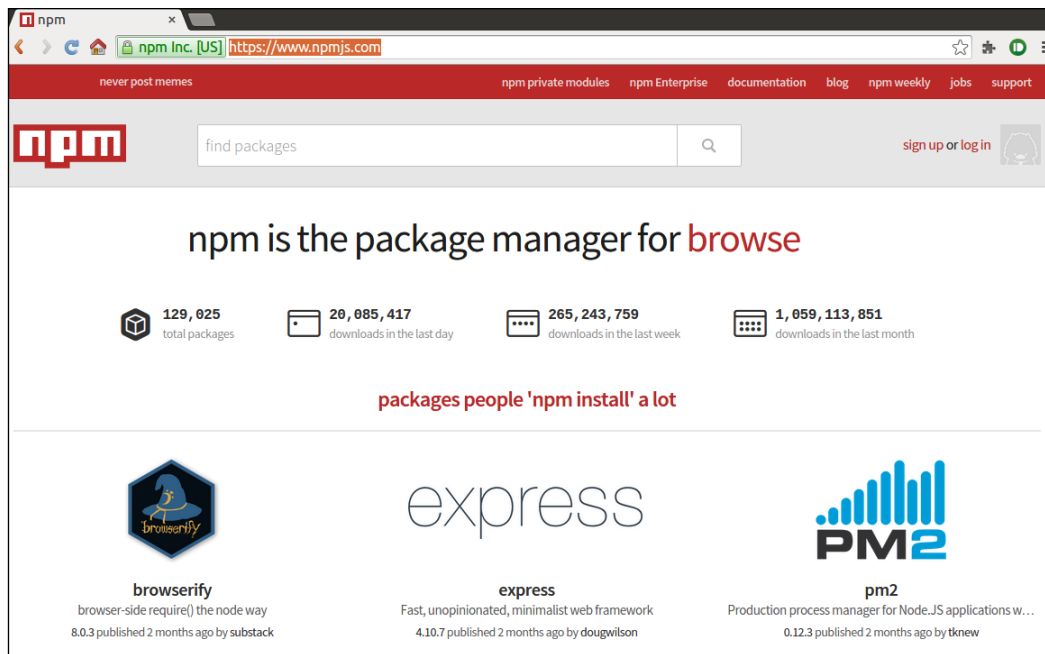 npm
npm Inc. [US] https://www.npmjs.com
never post memes npm private modules npm Enterprise documentation blog npm weekly jobs support
npm find packages sign up or log in
npm is the package manager for browse
129,025 20,085,417 265,243,759 1,059,113,851
total packages downloads in the last day downloads in the last week downloads in the last month
packages people 'npm install' a lot
browserify express PM2
browserify express pm2
browser-side require() the node way Fast, unopinionated, minimalist web framework Production process manager for Node.JS applications w...
8.0.3 published 2 months ago by substack 4.10.7 published 2 months ago by dougwilson 0.12.3 published 2 months ago by tknew